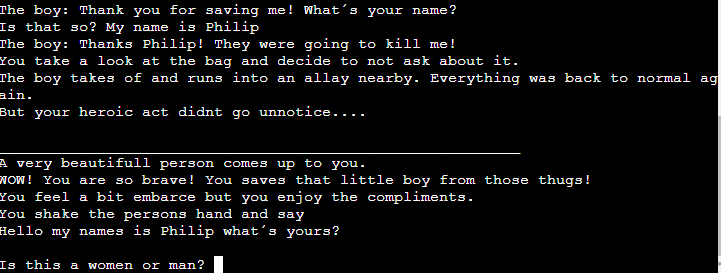 The boy: Thank you for saving me! What´s your name?
Is that so? My name is Philip
The boy: Thanks Philip! They were going to kill me!
You take a look at the bag and decide to not ask about it.
The boy takes of and runs into an allay nearby. Everything was back to normal ag
ain.
But your heroic act didnt go unnotice....
A very beautifull person comes up to you.
WOW! You are so brave! You saves that little boy from those thugs!
You feel a bit embarce but you enjoy the compliments.
You shake the persons hand and say
Hello my names is Philip what´s yours?
Is this a women or man?